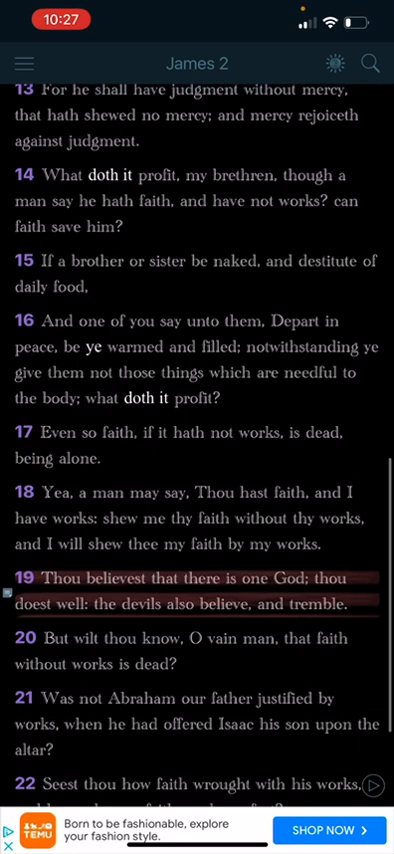 10:27
James 2
13 For he shall have judgment without mercy,
that hath shewed no mercy; and mercy rejoiceth
against judgment.
14 What doth it profit, my brethren, though a
man say he hath faith, and have not works? can
faith save him?
15 If a brother or sister be naked, and destitute of
daily food,
16 And one of you say unto them, Depart in
peace, be ye warmed and filled; notwithstanding ye
give them not those things which are needful to
the body; what doth it profit?
17 Even so faith, if it hath not works, is dead,
being alone.
18 Yea, a man may say, Thou hast faith, and I
have works: shew me thy faith without thy works,
and I will shew thee my faith by my works.
19 Thou believest that there is one God; thou
doest well: the devils also believe, and tremble.
20 But wilt thou know, O vain man, that faith
without works is dead?
21 Was not Abraham our father justified by
works, when he had offered Isaac his son upon the
altar?
22 Seest thou how faith wrought with his works,
TEMU
Born to be fashionable, explore
your fashion style.
SHOP NOW